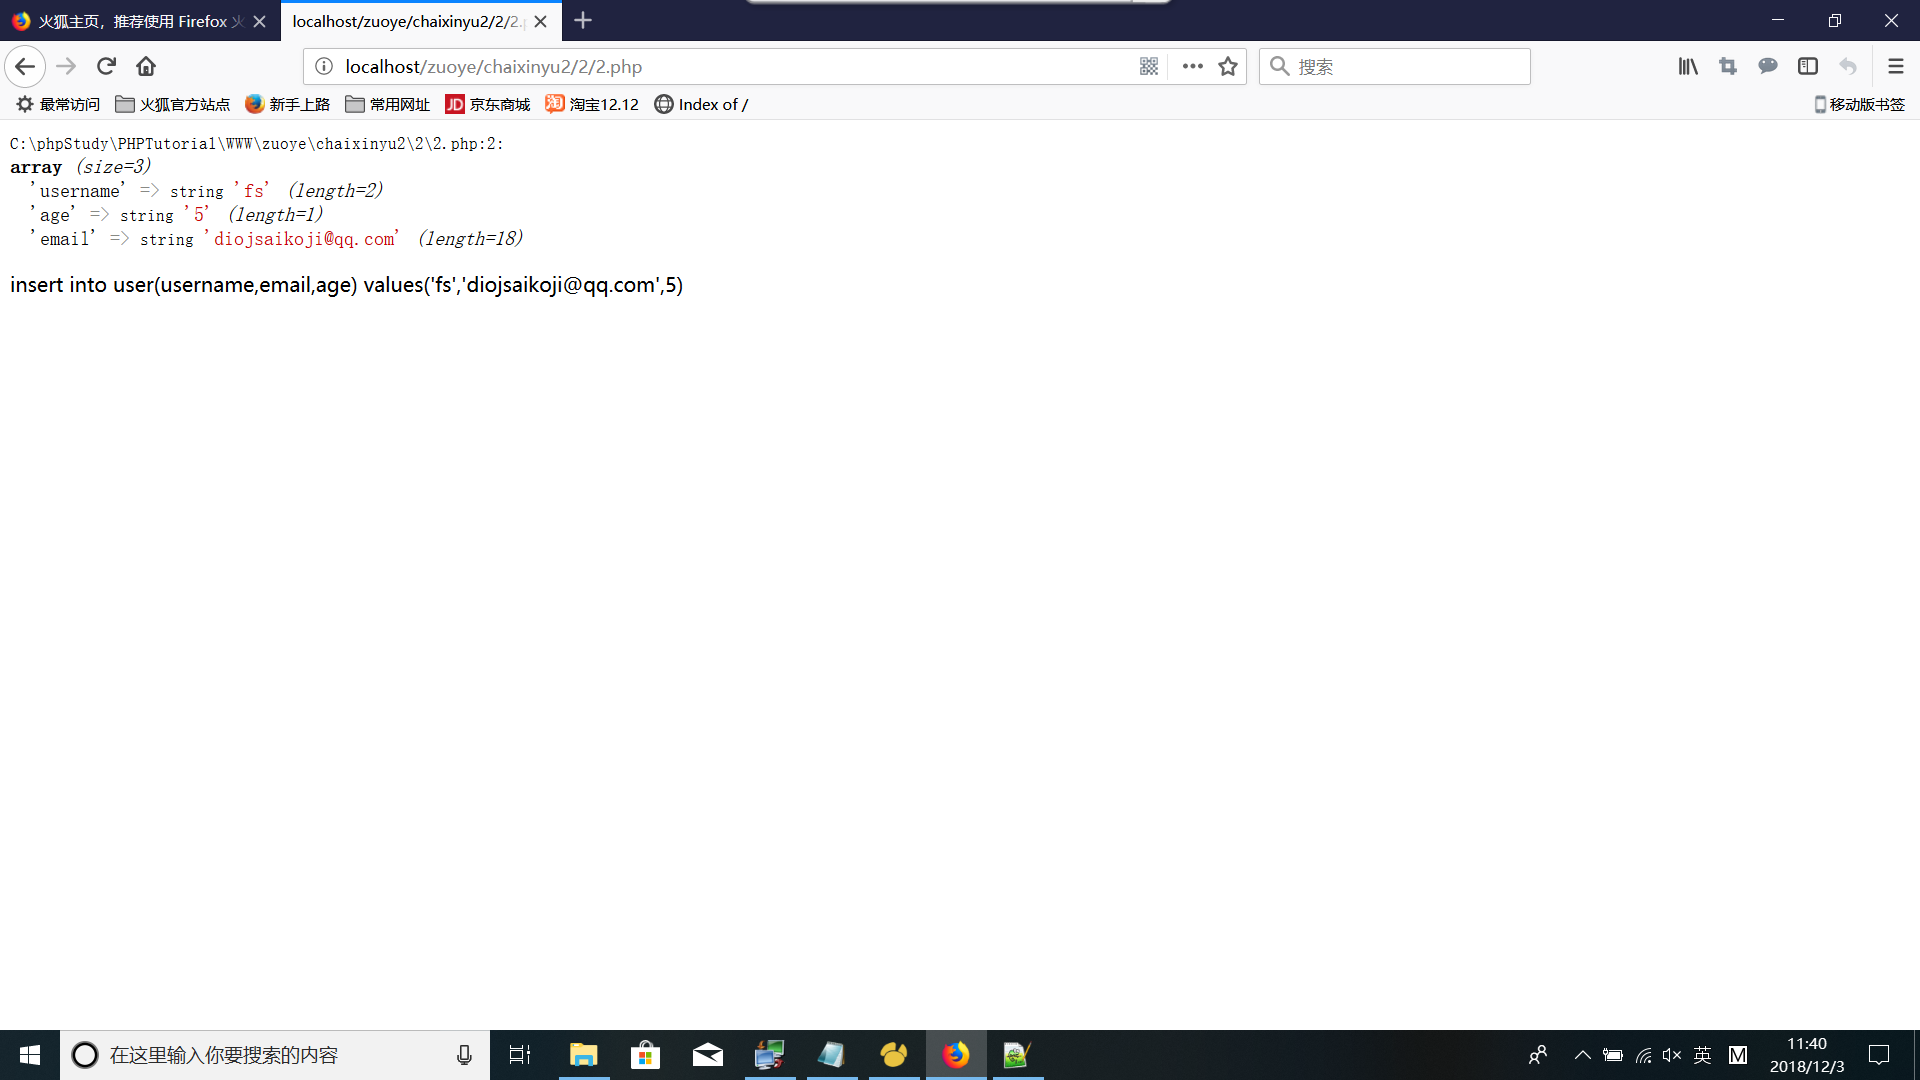 火狐主页，推荐使用 Firefox 火
localhost/zuoye/chaixinyu2/2/2.p
localhost/zuoye/chaixinyu2/2/2.php
搜索
最常访问 火狐官方站点 新手上路 常用网址 JD 京东商城 淘 淘宝12.12 Index of / 移动版书签
C:\phpStudy\PHPTutorial\WWW\zuoye\chaixinyu2\2\2.php:2:
array (size=3)
'username' => string 'fs' (length=2)
'age' => string '5' (length=1)
'email' => string 'diojsaikoji@qq.com' (length=18)
insert into user(username,email,age) values('fs','diojsaikoji@qq.com',5)
在这里输入你要搜索的内容
英 M
11:40
2018/12/3